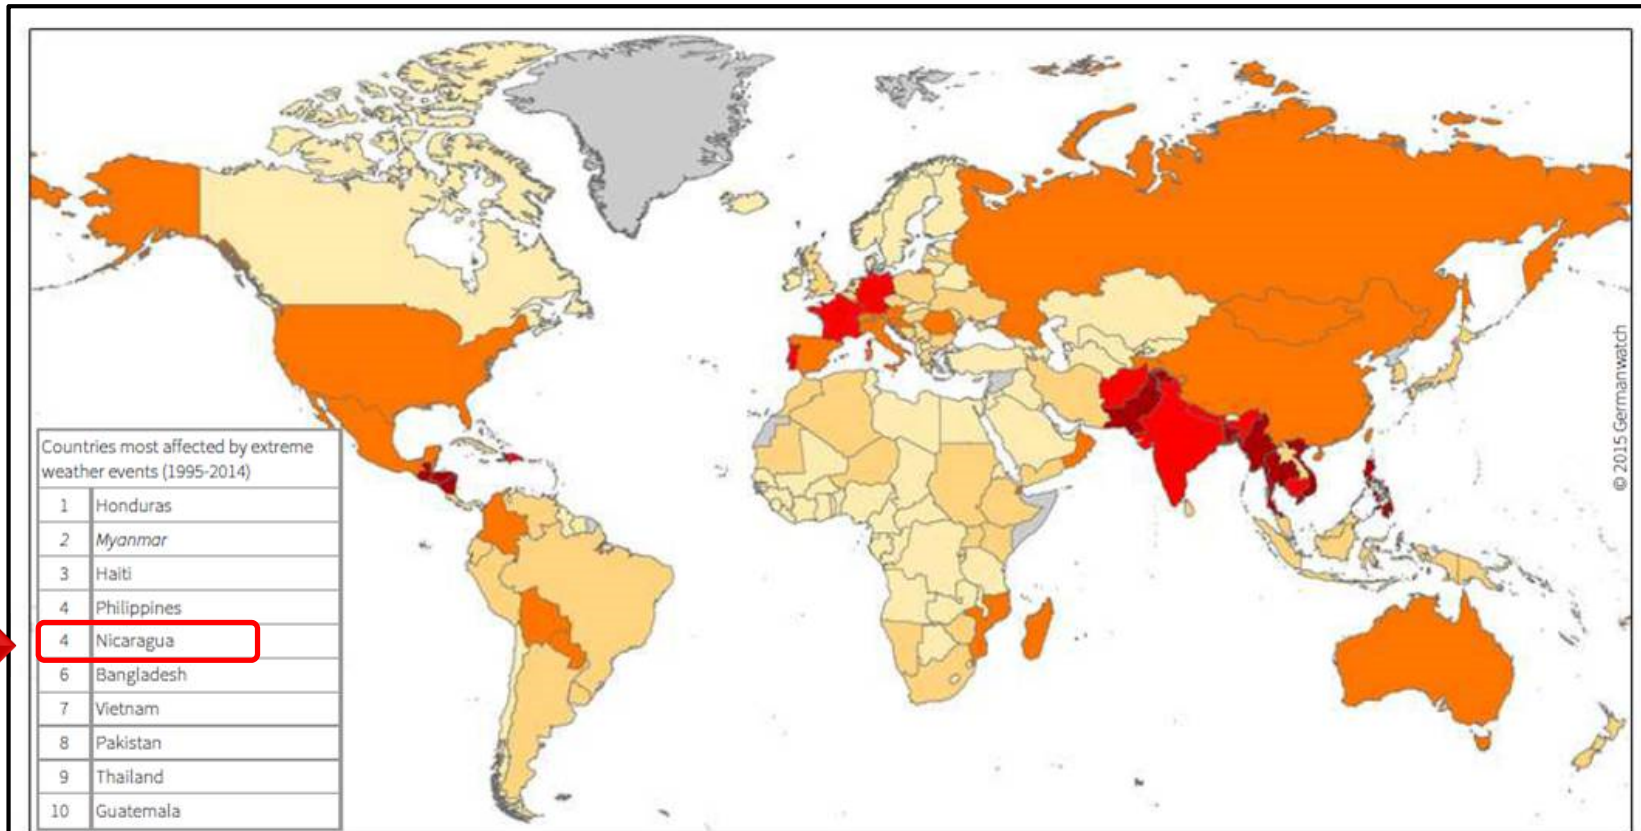 Countries most affected by extreme
weather events (1995-2014)
1 Honduras
2 Myanmar
3 Haiti
4 Philippines
4 Nicaragua
6 Bangladesh
7 Vietnam
8 Pakistan
9 Thailand
10 Guatemala
© 2015 Germanwatch